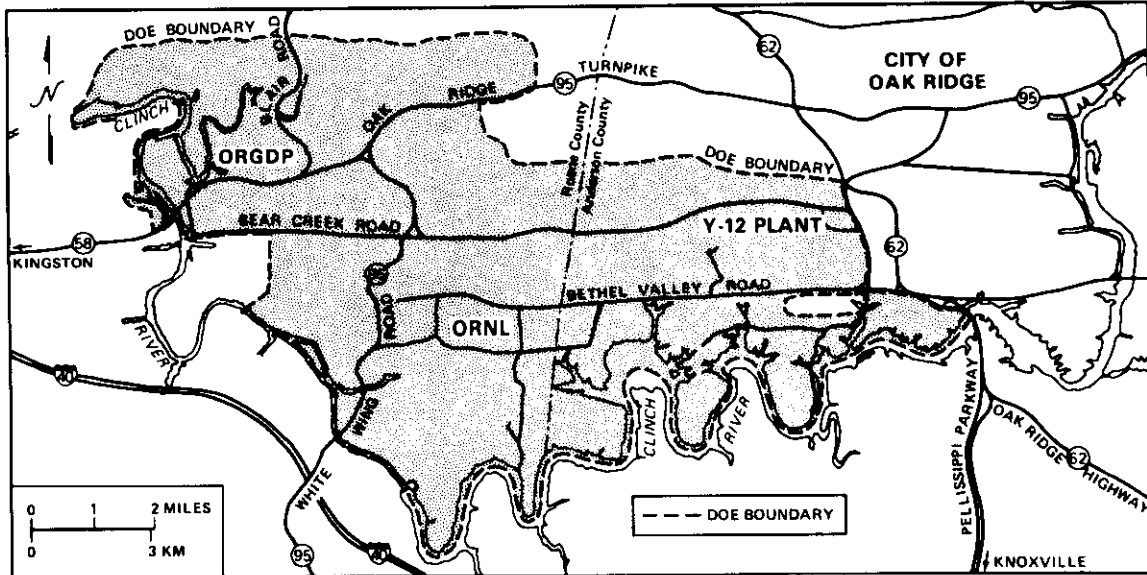 DOE BOUNDARY
BLAIR ROAD
62
CITY OF
OAK RIDGE
N
CLINCH
OAK RIDGE TURNPIKE
95
95
ORGDP
Roane County
Anderson County
DOE BOUNDARY
BEAR CREEK ROAD
Y-12 PLANT
58
KINGSTON
62
95
BETHEL VALLEY ROAD
RIVER
ORNL
40
WHITE WING ROAD
CLINCH
RIVER
PELLISSIPPI PARKWAY
OAK RIDGE
62
HIGHWAY
0 1 2 MILES
0 3 KM
DOE BOUNDARY
95
40
KNOXVILLE